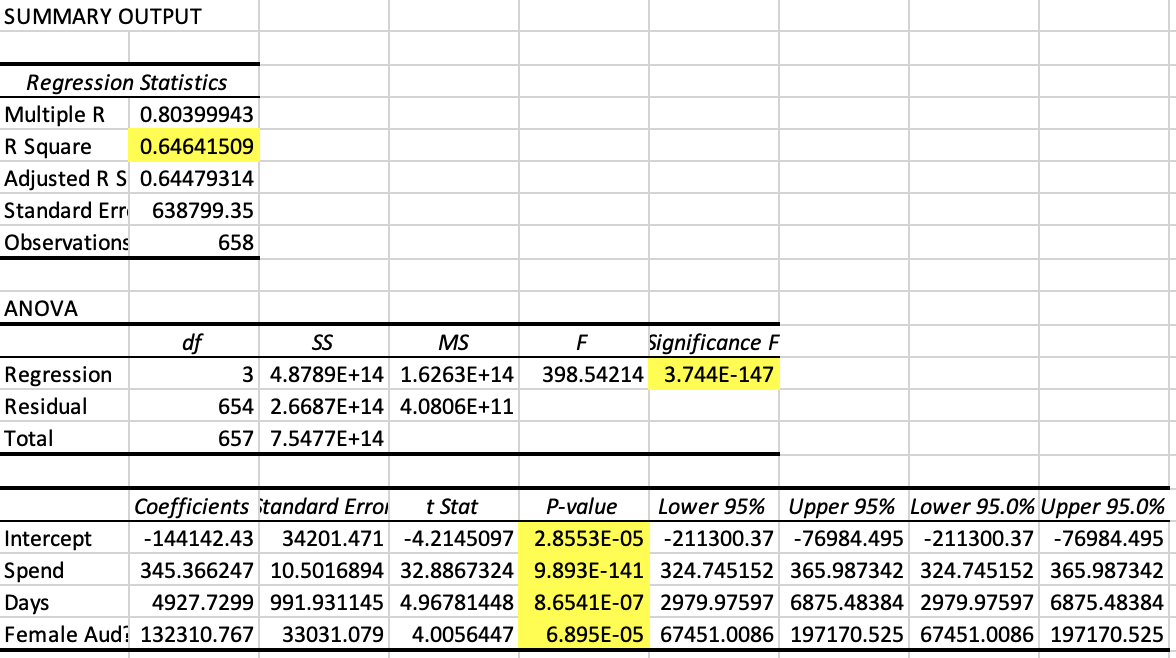 SUMMARY OUTPUT
Regression Statistics
Multiple R 0.80399943
R Square 0.64641509
Adjusted R S 0.64479313
Standard Err 638799.35
Observations 658
ANOVA
df SS MS F Significance F
Regression 3 4.8789E+14 1.6263E+14 398.54214 3.744E-147
Residual 654 2.6687E+14 4.0806E+11
Total 657 7.5477E+14
Coefficients Standard Error t Stat P-value Lower 95% Upper 95% Lower 95.0% Upper 95.0%
Intercept -144142.43 34201.471 -4.2145097 2.8553E-05 -211300.37 -76984.495 -211300.37 -76984.495
Spend 345.366247 10.5016894 32.8867324 9.893E-141 324.745152 365.987342 324.745152 365.987342
Days 4927.7299 991.931145 4.96781448 8.6541E-07 2979.97597 6875.48384 2979.97597 6875.48384
Female Aud? 132310.767 33031.079 4.0056447 6.895E-05 67451.0086 197170.525 67451.0086 197170.525